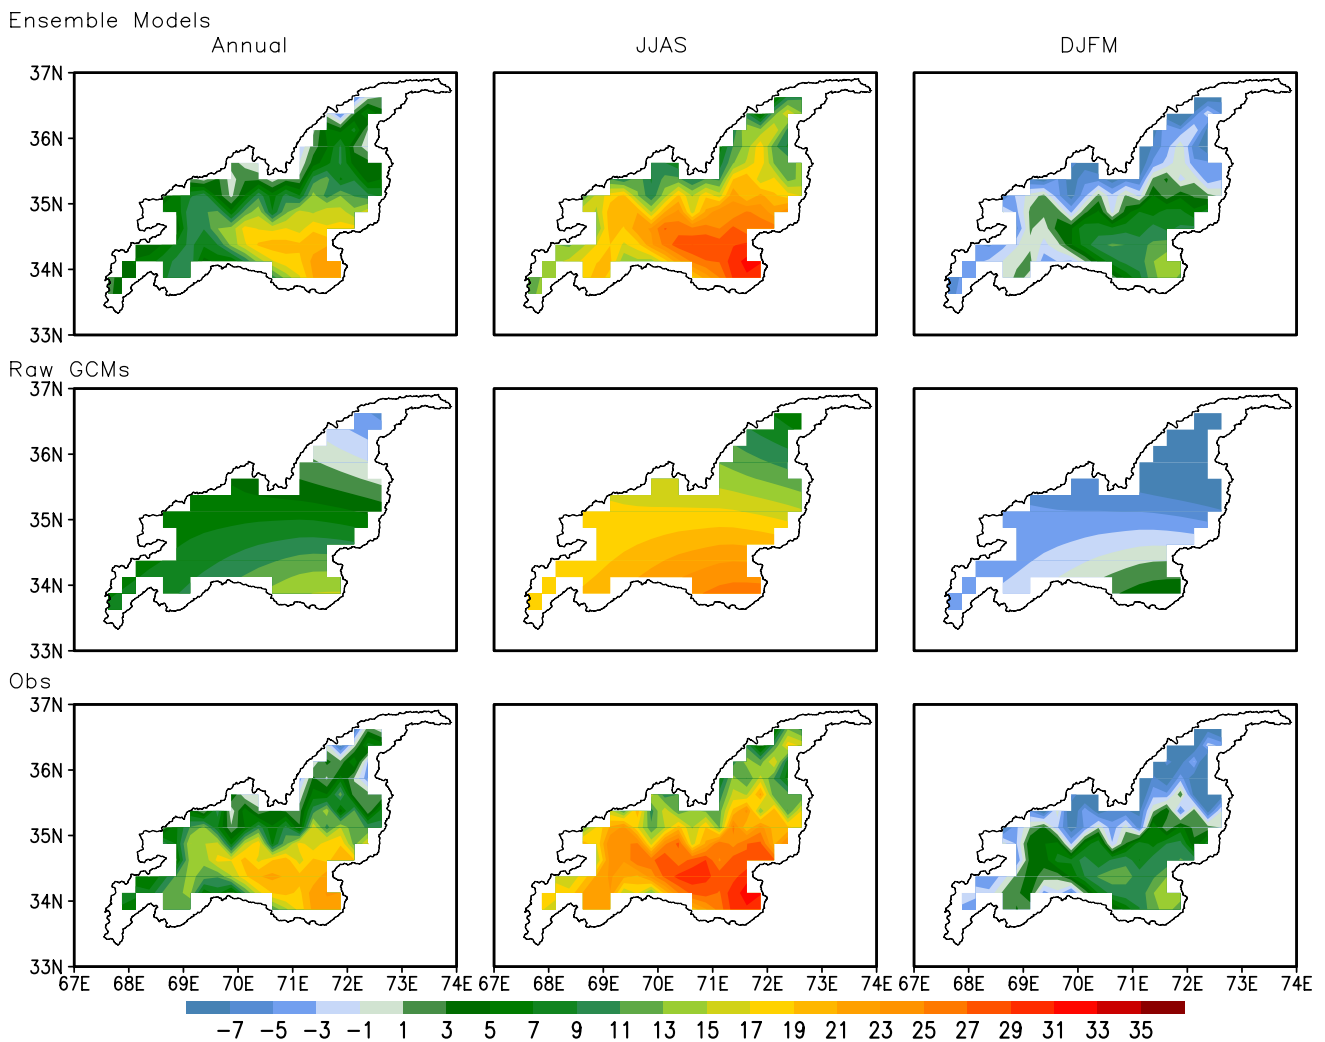 Ensemble Models
Annual JJAS DJFM
37N
36N
35N
34N
33N
Raw GCMs
37N
36N
35N
34N
33N
Obs
37N
36N
35N
34N
33N
67E 68E 69E 70E 71E 72E 73E 74E 67E 68E 69E 70E 71E 72E 73E 74E 67E 68E 69E 70E 71E 72E 73E 74E
−7 −5 −3 −1 1 3 5 7 9 11 13 15 17 19 21 23 25 27 29 31 33 35